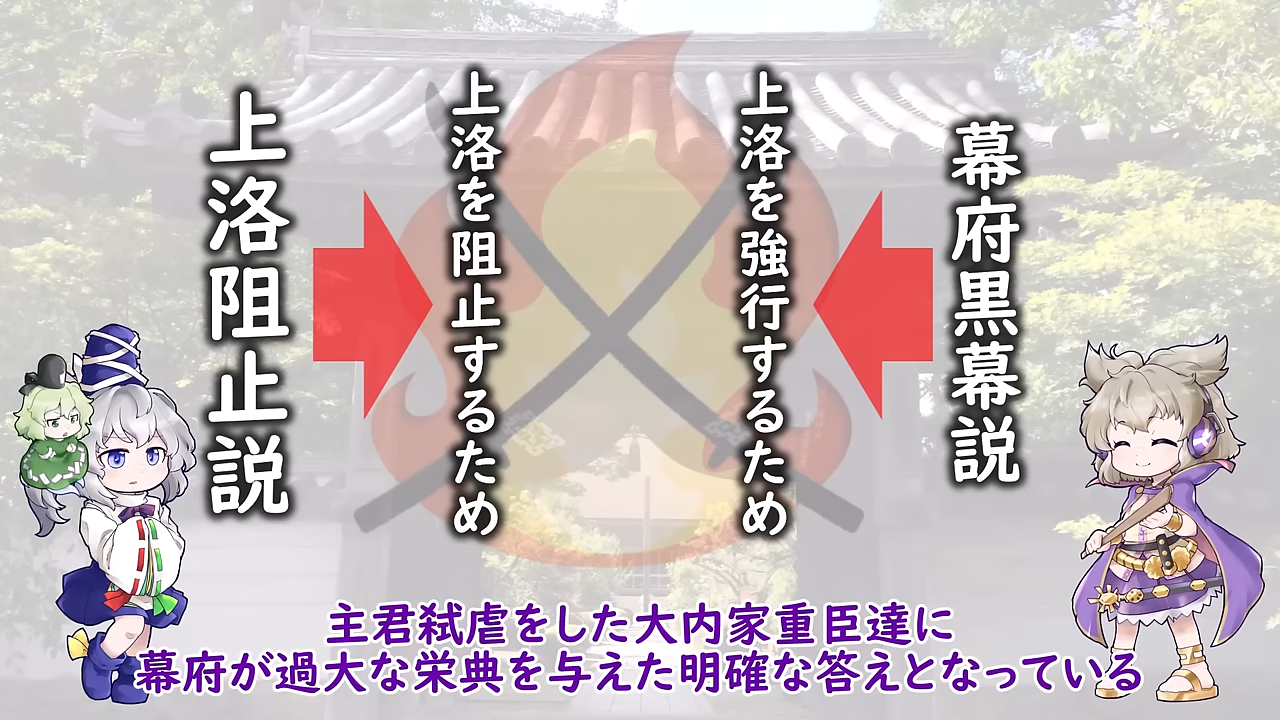 幕府黒幕説
上洛を強行するため
上洛を阻止するため
上洛阻止説
主君弑虐をした大内家重臣達に
幕府が過大な栄典を与えた明確な答えとなっている